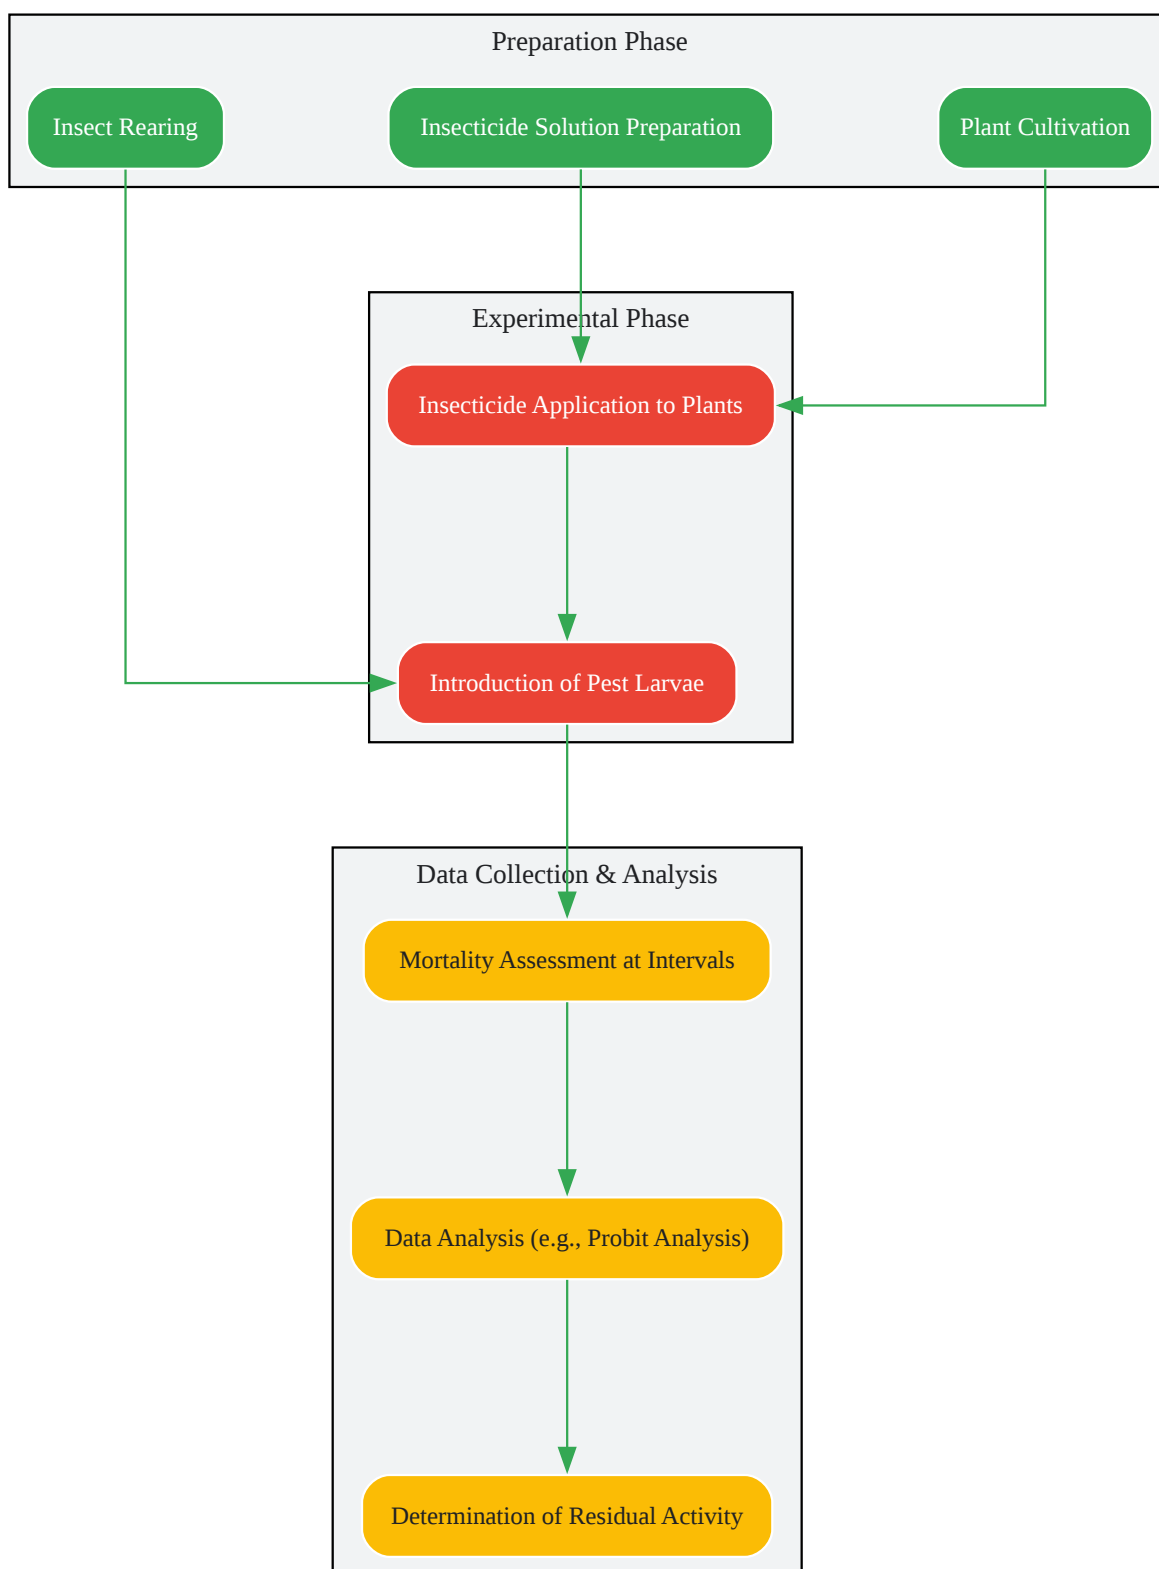 Preparation Phase
Insect Rearing
Insecticide Solution Preparation
Plant Cultivation
Experimental Phase
Insecticide Application to Plants
Introduction of Pest Larvae
Data Collection & Analysis
Mortality Assessment at Intervals
Data Analysis (e.g., Probit Analysis)
Determination of Residual Activity